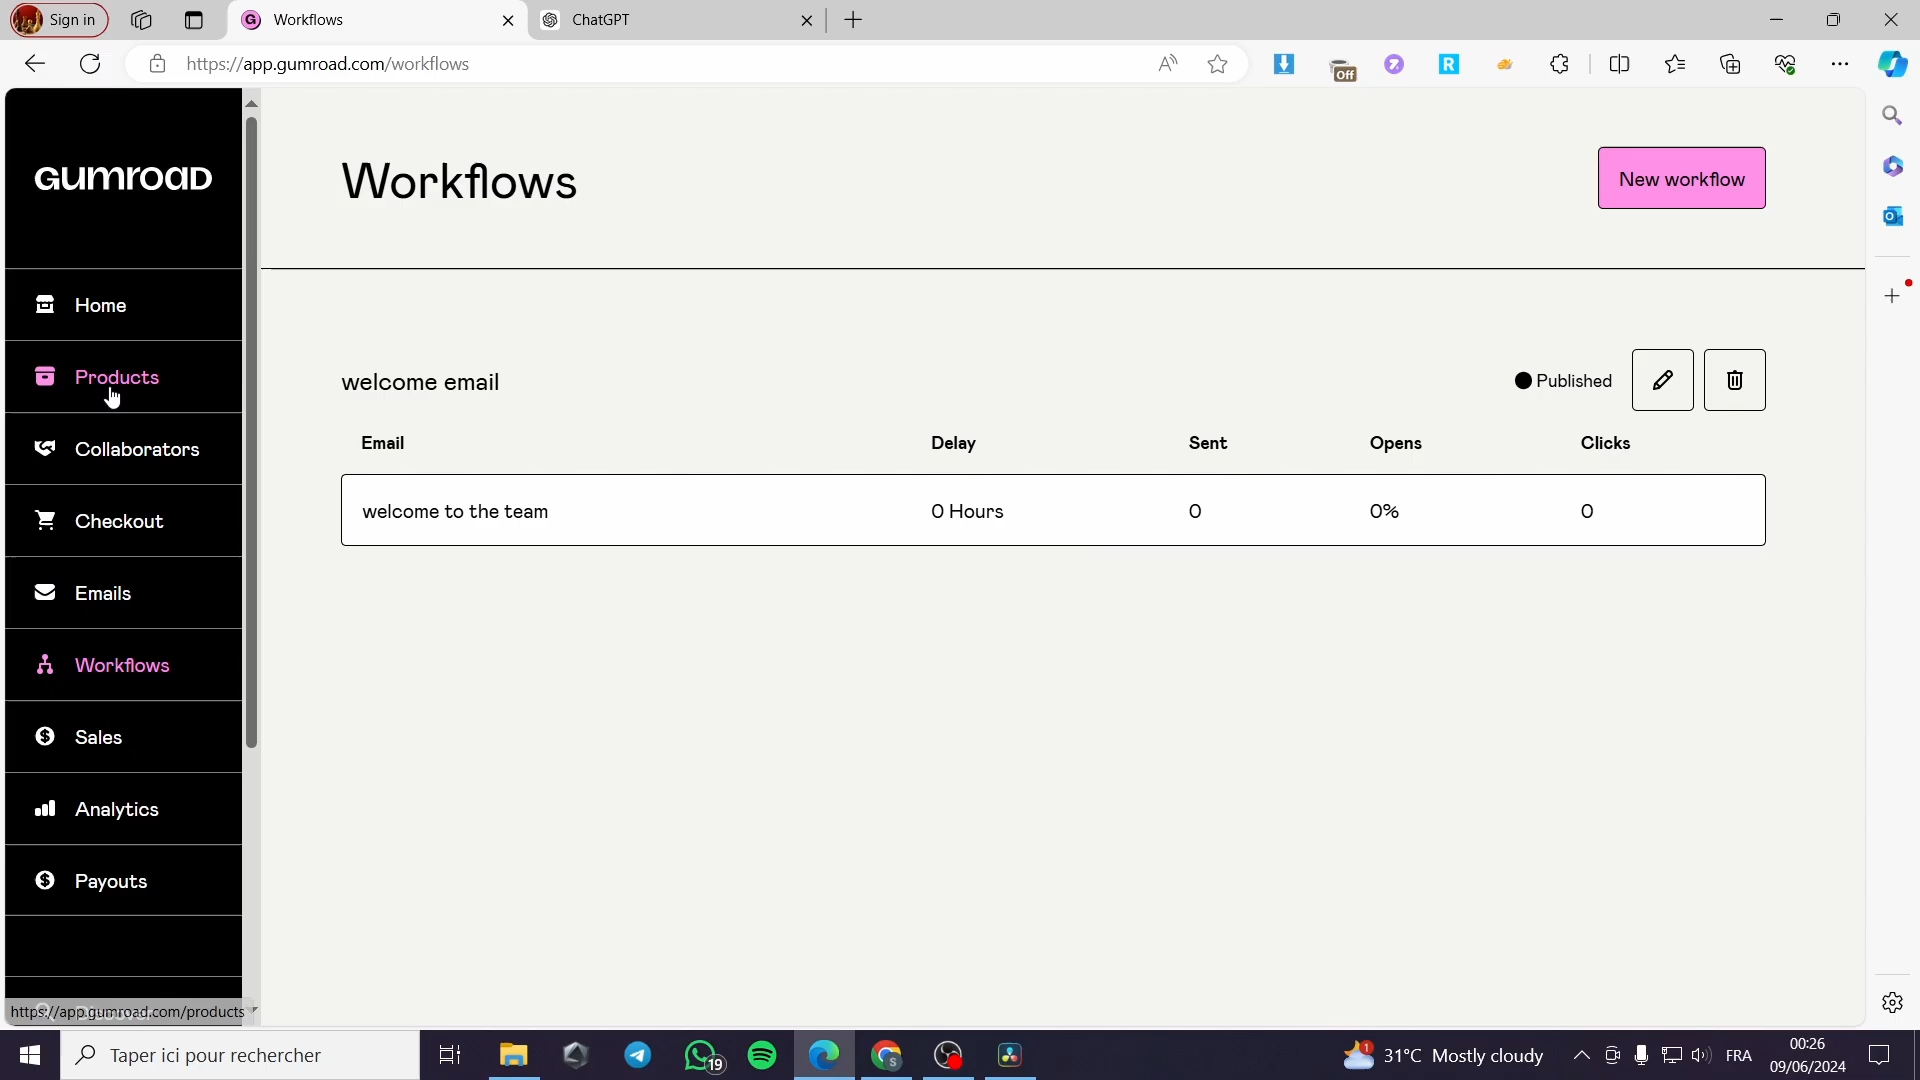 Sign in
Workflows
ChatGPT
https://app.gumroad.com/workflows
Off
GUMROAD
Workflows
New workflow
Home
Products
Collaborators
Checkout
Emails
Workflows
Sales
Analytics
Payouts
welcome email
Published
Email Delay Sent Opens Clicks
welcome to the team 0 Hours 0 0% 0
https://app.gumroad.com/products
Taper ici pour rechercher
19
1
31°C Mostly cloudy
FRA
00:26
09/06/2024